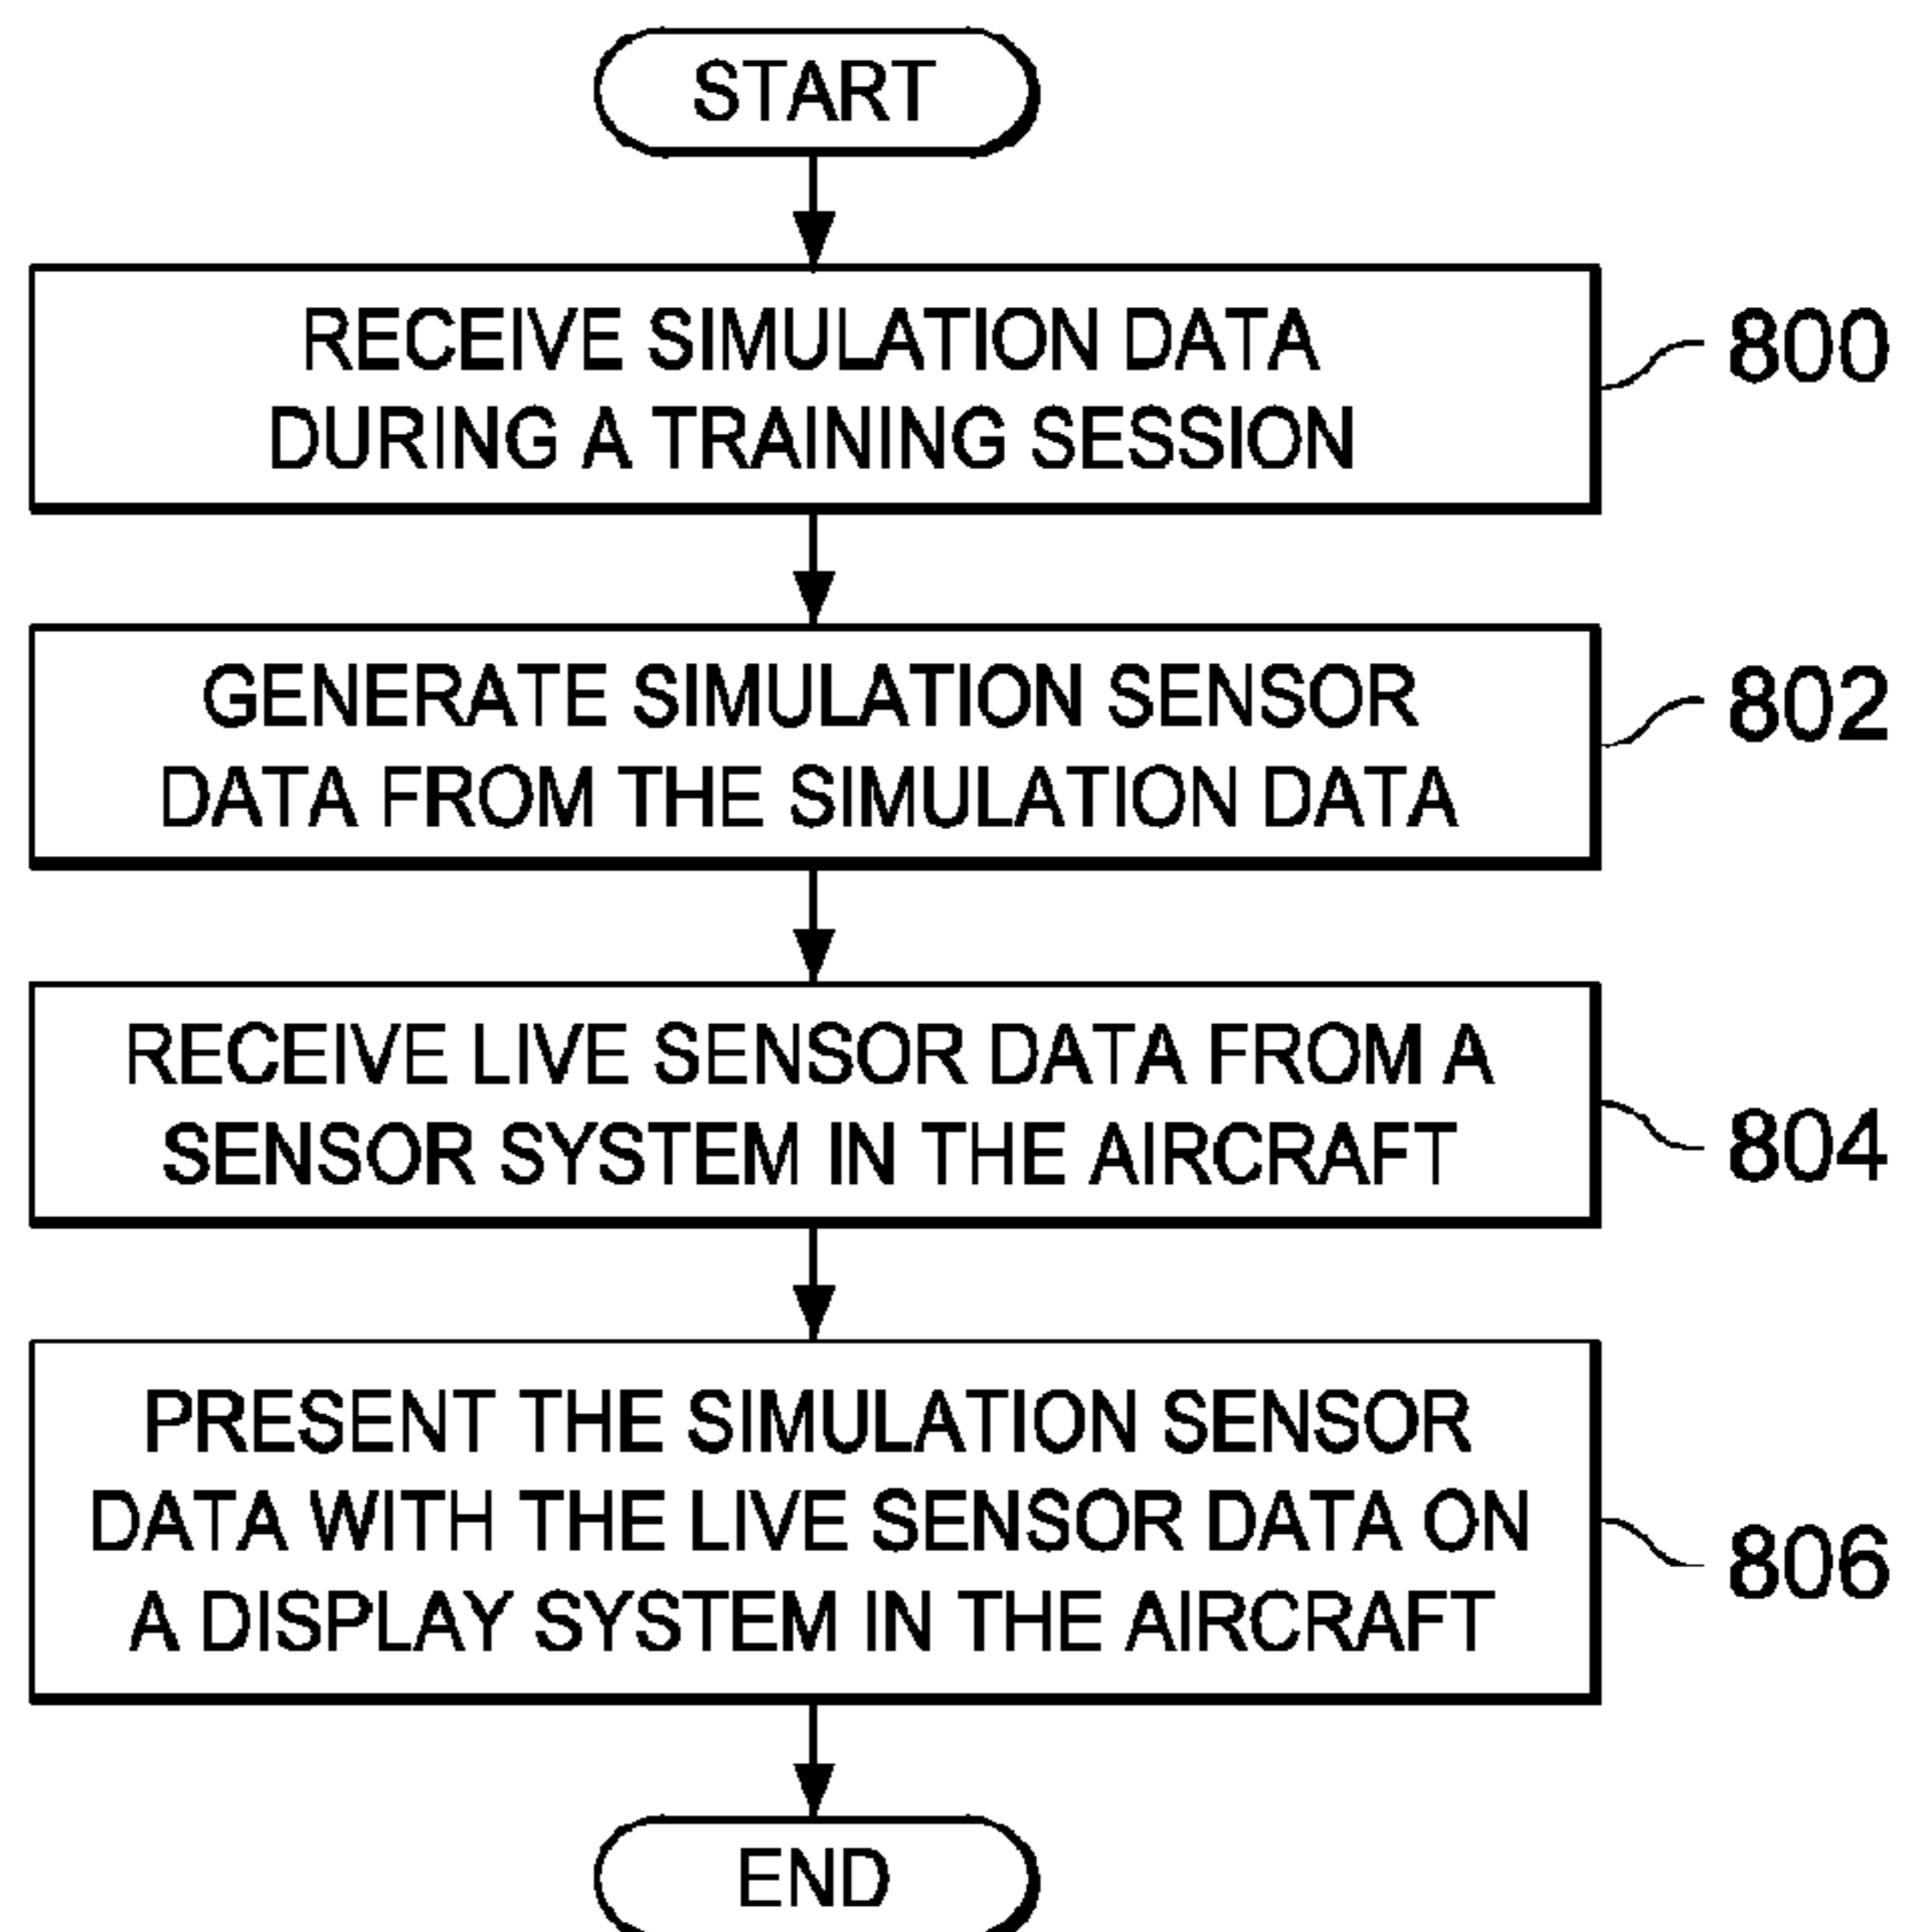 START
RECEIVE SIMULATION DATA
DURING A TRAINING SESSION
800
GENERATE SIMULATION SENSOR
DATA FROM THE SIMULATION DATA
802
RECEIVE LIVE SENSOR DATA FROM A
SENSOR SYSTEM IN THE AIRCRAFT
804
PRESENT THE SIMULATION SENSOR
DATA WITH THE LIVE SENSOR DATA ON
A DISPLAY SYSTEM IN THE AIRCRAFT
806
END